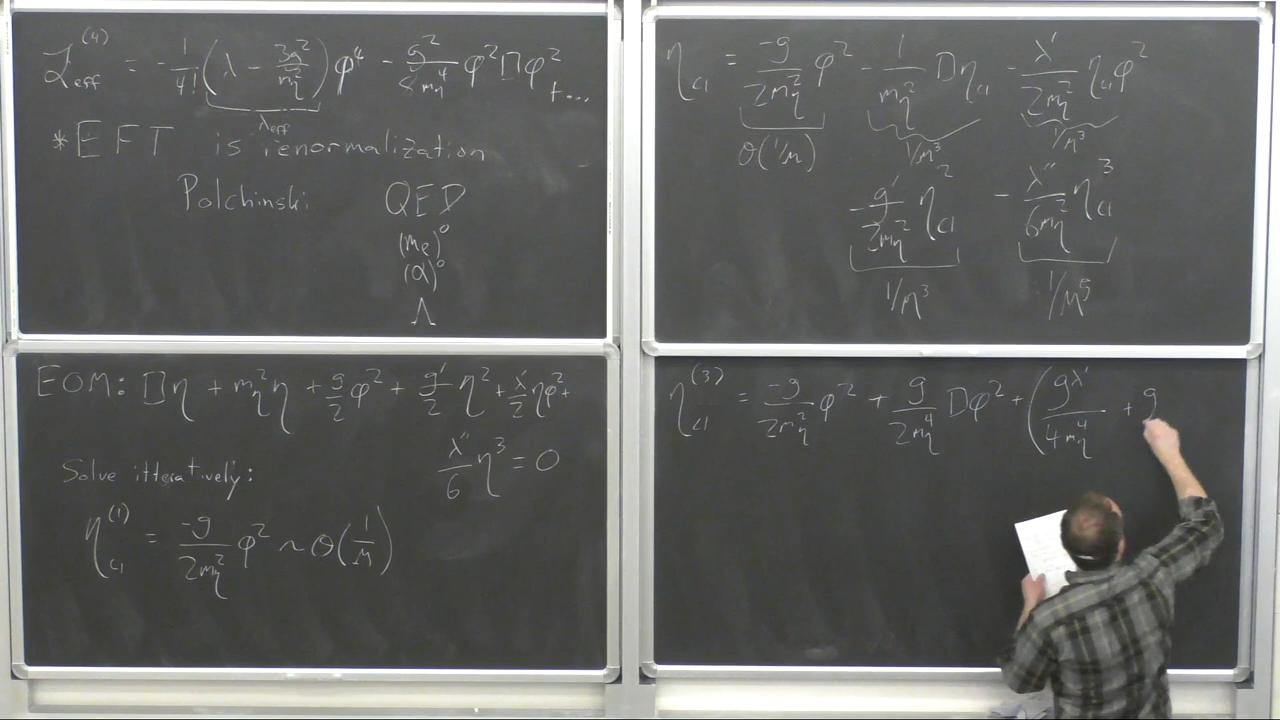 ℒ_eff^(4) = -1/4! (λ - 3g²/m_η²) φ⁴ - g²/8m_η⁴ φ²□φ² + ...
λ_eff
*EFT is renormalization
Polchinski QED
(m_e)⁰
(α)⁰
Λ
EOM: □η + m_η²η + g/2 φ² + g'/2 η² + λ'/2 ηφ² +
λ''/6 η³ = 0
Solve itteratively:
η_cl^(1) = -g/2m_η² φ² ~ O(1/M)
η_cl = -g/2m_η² φ² - 1/m_η² □η_cl - λ'/2m_η² η_cl φ²
O(1/M) 1/M³ 1/M³
-g'/2m_η² η_cl² - λ''/6m_η² η_cl³
1/M³ 1/M⁵
η_cl^(3) = -g/2m_η² φ² + g/2m_η⁴ □φ² + (gλ'/4m_η⁴ + g